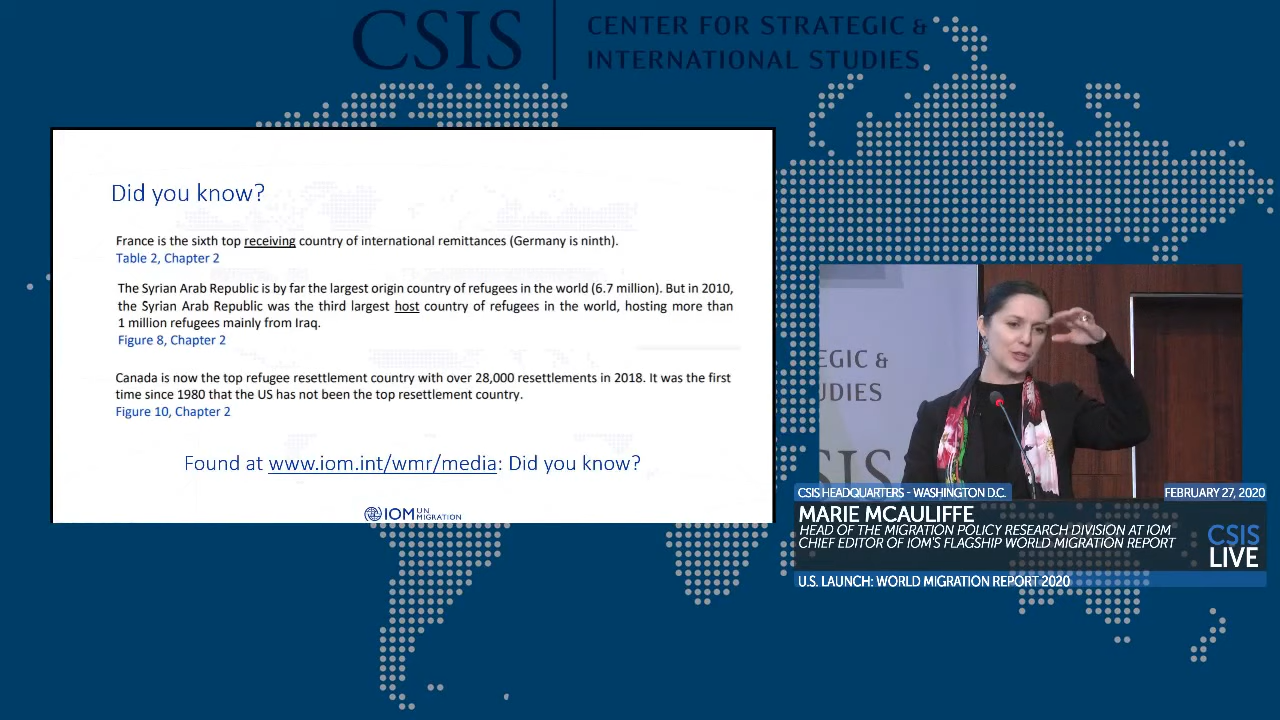 CSIS
CENTER FOR STRATEGIC &
INTERNATIONAL STUDIES
Did you know?
France is the sixth top receiving country of international remittances (Germany is ninth).
Table 2, Chapter 2
The Syrian Arab Republic is by far the largest origin country of refugees in the world (6.7 million). But in 2010,
the Syrian Arab Republic was the third largest host country of refugees in the world, hosting more than
1 million refugees mainly from Iraq.
Figure 8, Chapter 2
Canada is now the top refugee resettlement country with over 28,000 resettlements in 2018. It was the first
time since 1980 that the US has not been the top resettlement country.
Figure 10, Chapter 2
Found at www.iom.int/wmr/media: Did you know?
IOM UN
MIGRATION
EGIC &
UDIES
SIS
CSIS HEADQUARTERS - WASHINGTON D.C.
FEBRUARY 27, 2020
MARIE MCAULIFFE
HEAD OF THE MIGRATION POLICY RESEARCH DIVISION AT IOM
CHIEF EDITOR OF IOM'S FLAGSHIP WORLD MIGRATION REPORT
CSIS
LIVE
U.S. LAUNCH: WORLD MIGRATION REPORT 2020